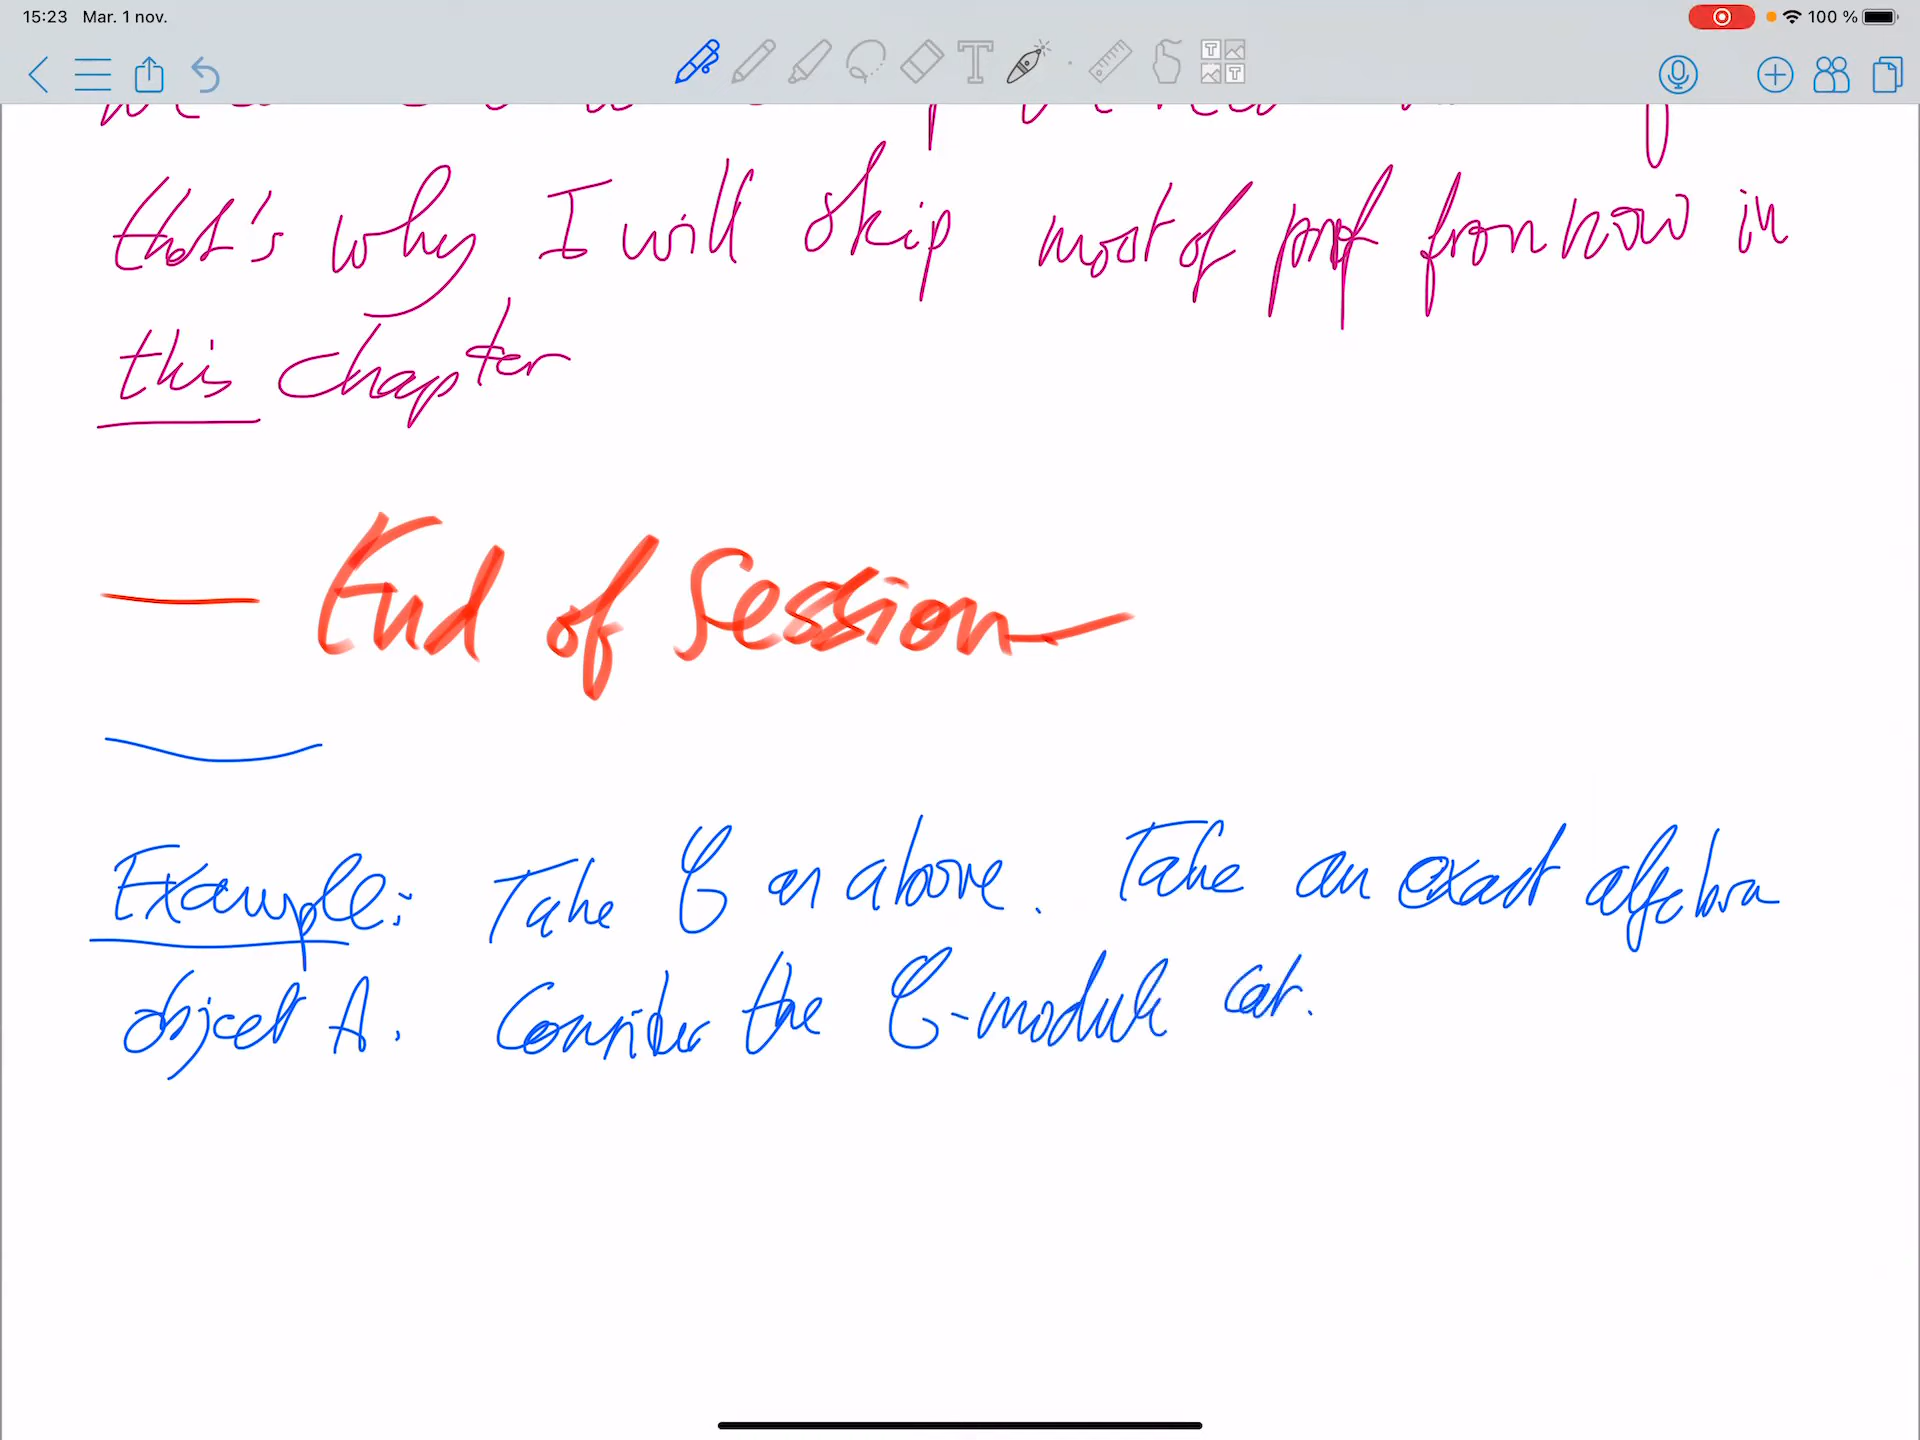 15:23 Mar. 1 nov. 100 %
that's why I will skip most of proof from now in
this chapter
— End of Session —
Example: Take C as above. Take an exact algebra
object A. Consider the C-module cat.